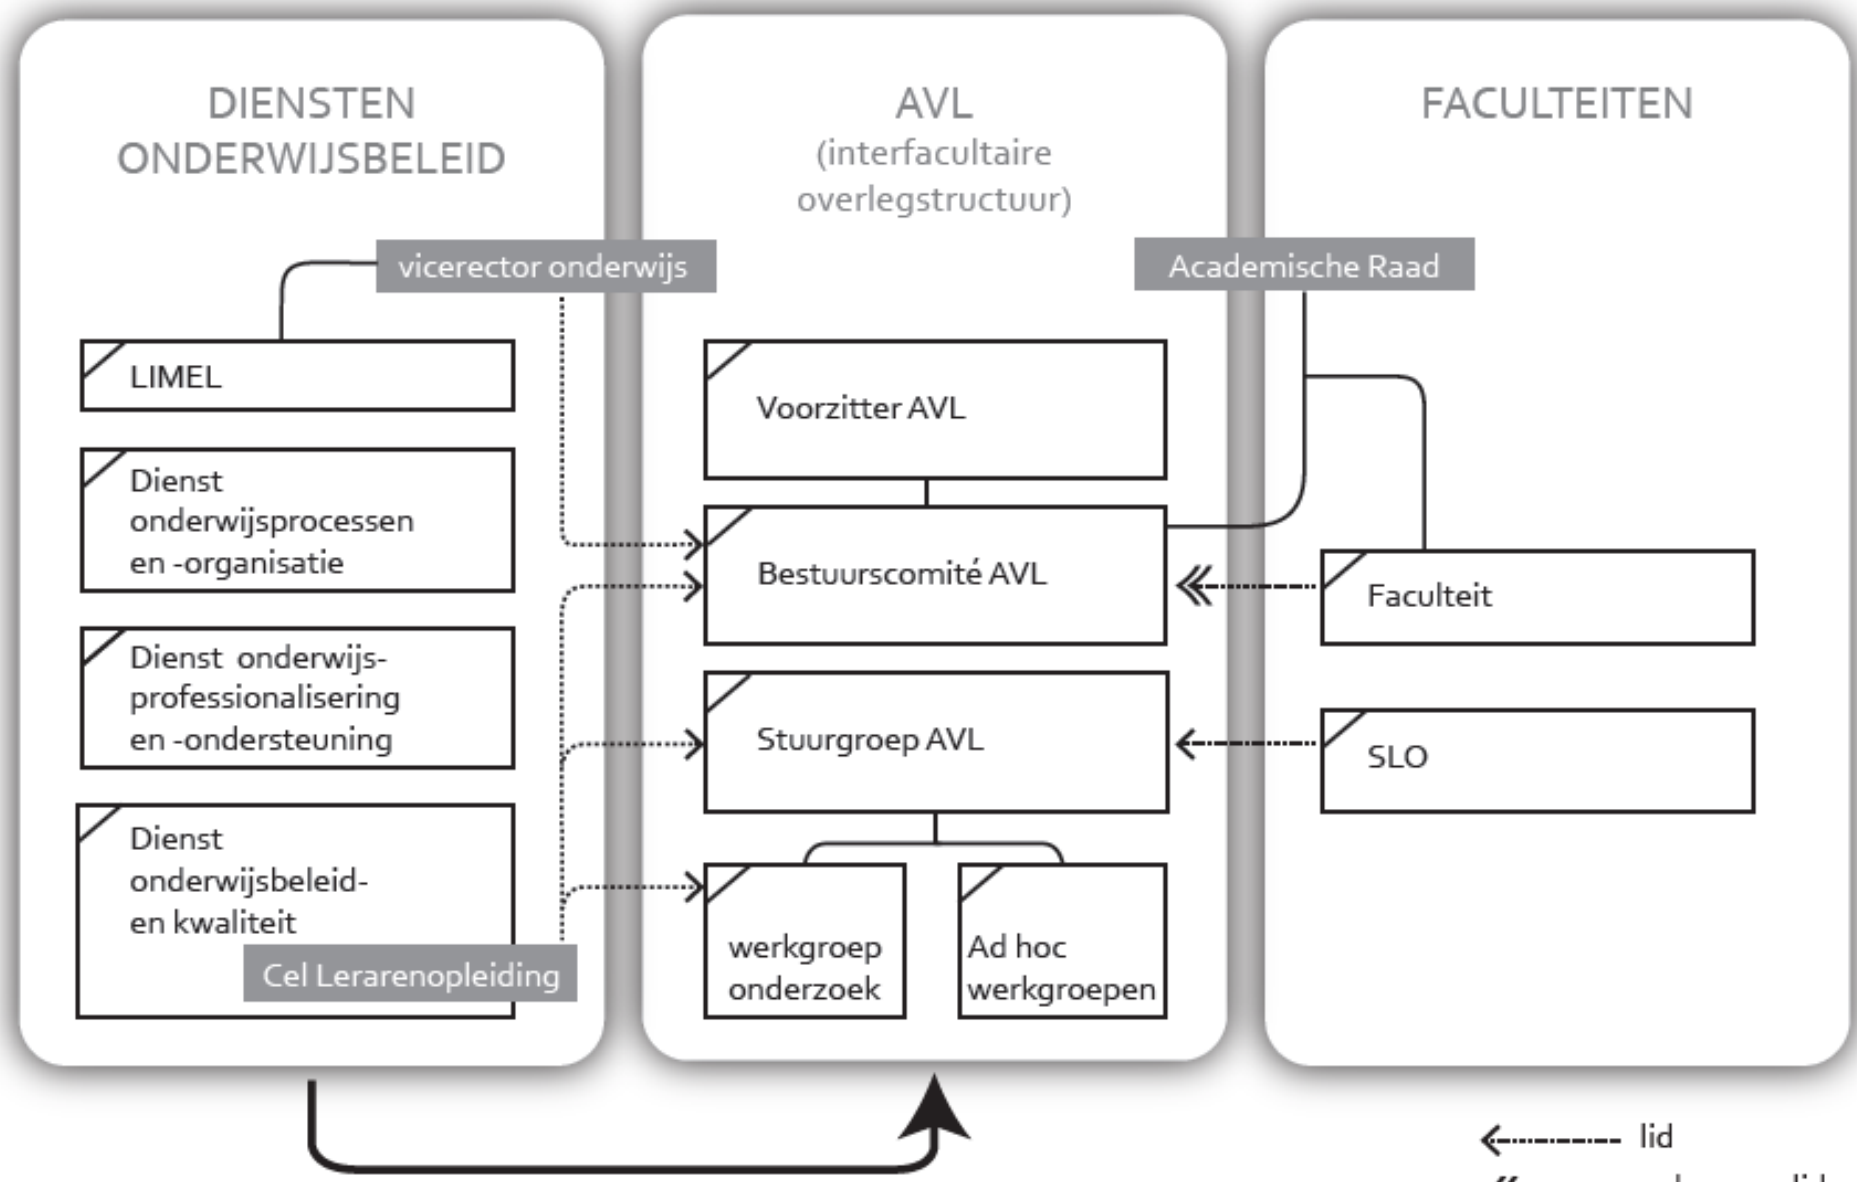 DIENSTEN
ONDERWIJSBELEID
vicerector onderwijs
LIMEL
Dienst
onderwijsprocessen
en -organisatie
Dienst onderwijs-
professionalisering
en -ondersteuning
Dienst
onderwijsbeleid-
en kwaliteit
Cel Lerarenopleiding
AVL
(interfacultaire
overlegstructuur)
Voorzitter AVL
Bestuurscomité AVL
Stuurgroep AVL
werkgroep
onderzoek
Ad hoc
werkgroepen
FACULTEITEN
Academische Raad
Faculteit
SLO
lid